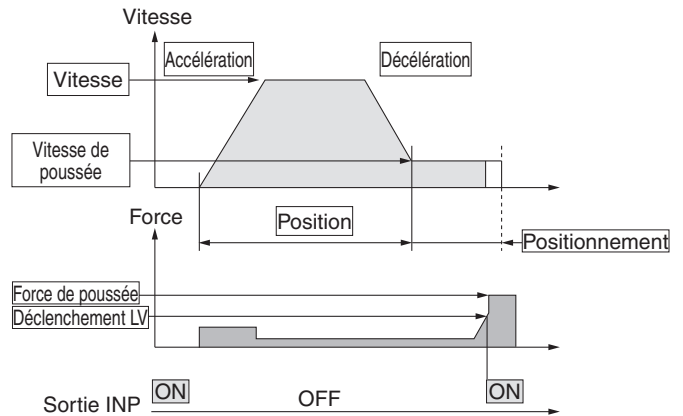 Vitesse
Accélération
Décélération
Vitesse
Vitesse de
poussée
Force
Position
Positionnement
Force de poussée
Déclenchement LV
ON
OFF
ON
Sortie INP